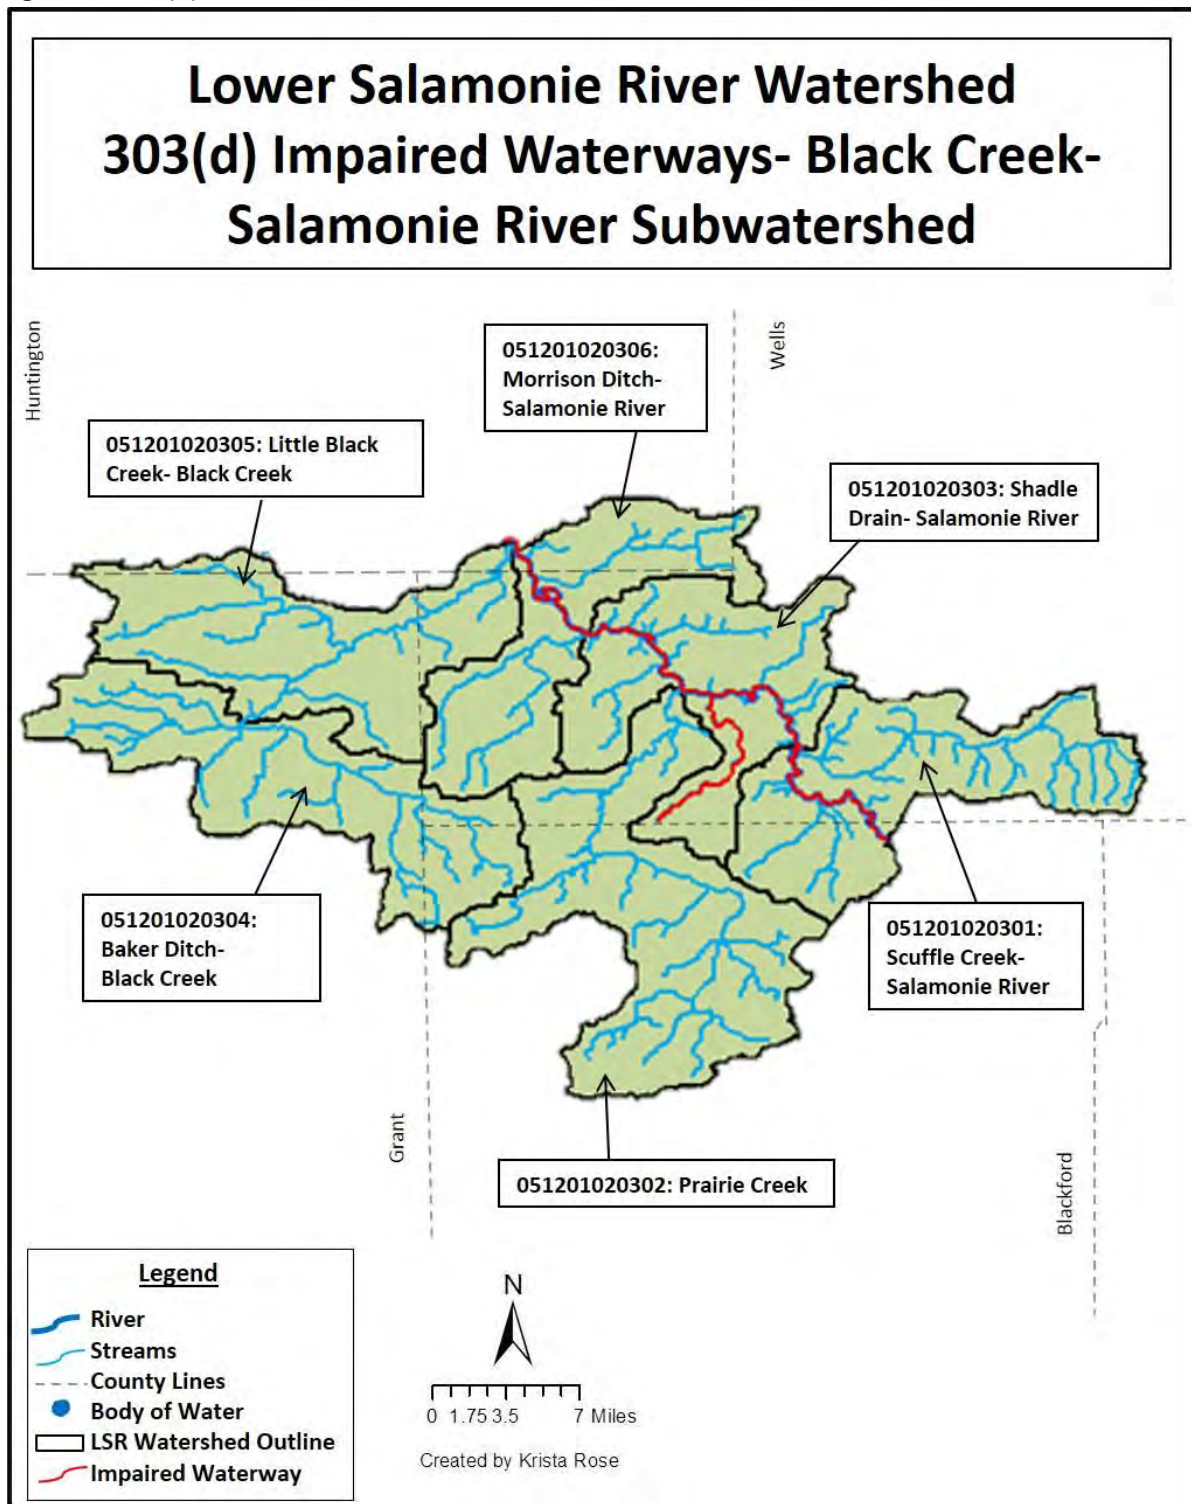 Lower Salamonie River Watershed
303(d) Impaired Waterways- Black Creek-
Salamonie River Subwatershed
Huntington
Wells
051201020306:
Morrison Ditch-
Salamonie River
051201020305: Little Black
Creek- Black Creek
051201020303: Shadle
Drain- Salamonie River
051201020304:
Baker Ditch-
Black Creek
051201020301:
Scuffle Creek-
Salamonie River
Grant
Blackford
051201020302: Prairie Creek
Legend
River
Streams
County Lines
Body of Water
LSR Watershed Outline
Impaired Waterway
N
0 1.75 3.5 7 Miles
Created by Krista Rose